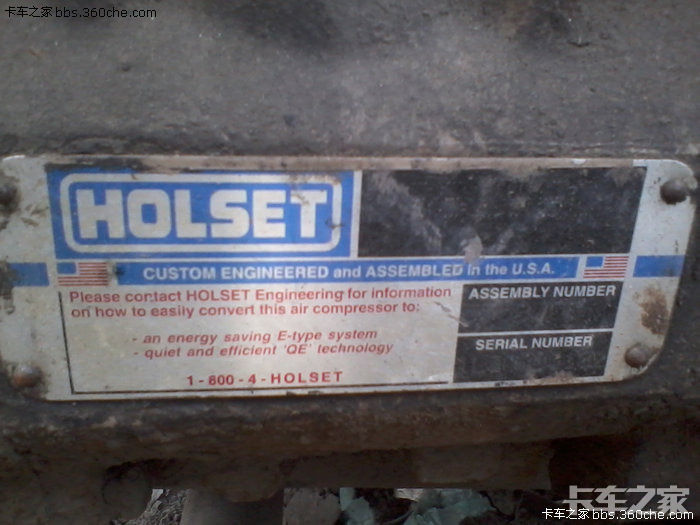 卡车之家 bbs.360che.com
HOLSET
CUSTOM ENGINEERED and ASSEMBLED in the U.S.A.
Please contact HOLSET Engineering for information
on how to easily convert this air compressor to:
- an energy saving E-type system
- quiet and efficient 'QE' technology
1-800-4-HOLSET
ASSEMBLY NUMBER
SERIAL NUMBER
卡车之家
卡车之家 bbs.360che.com